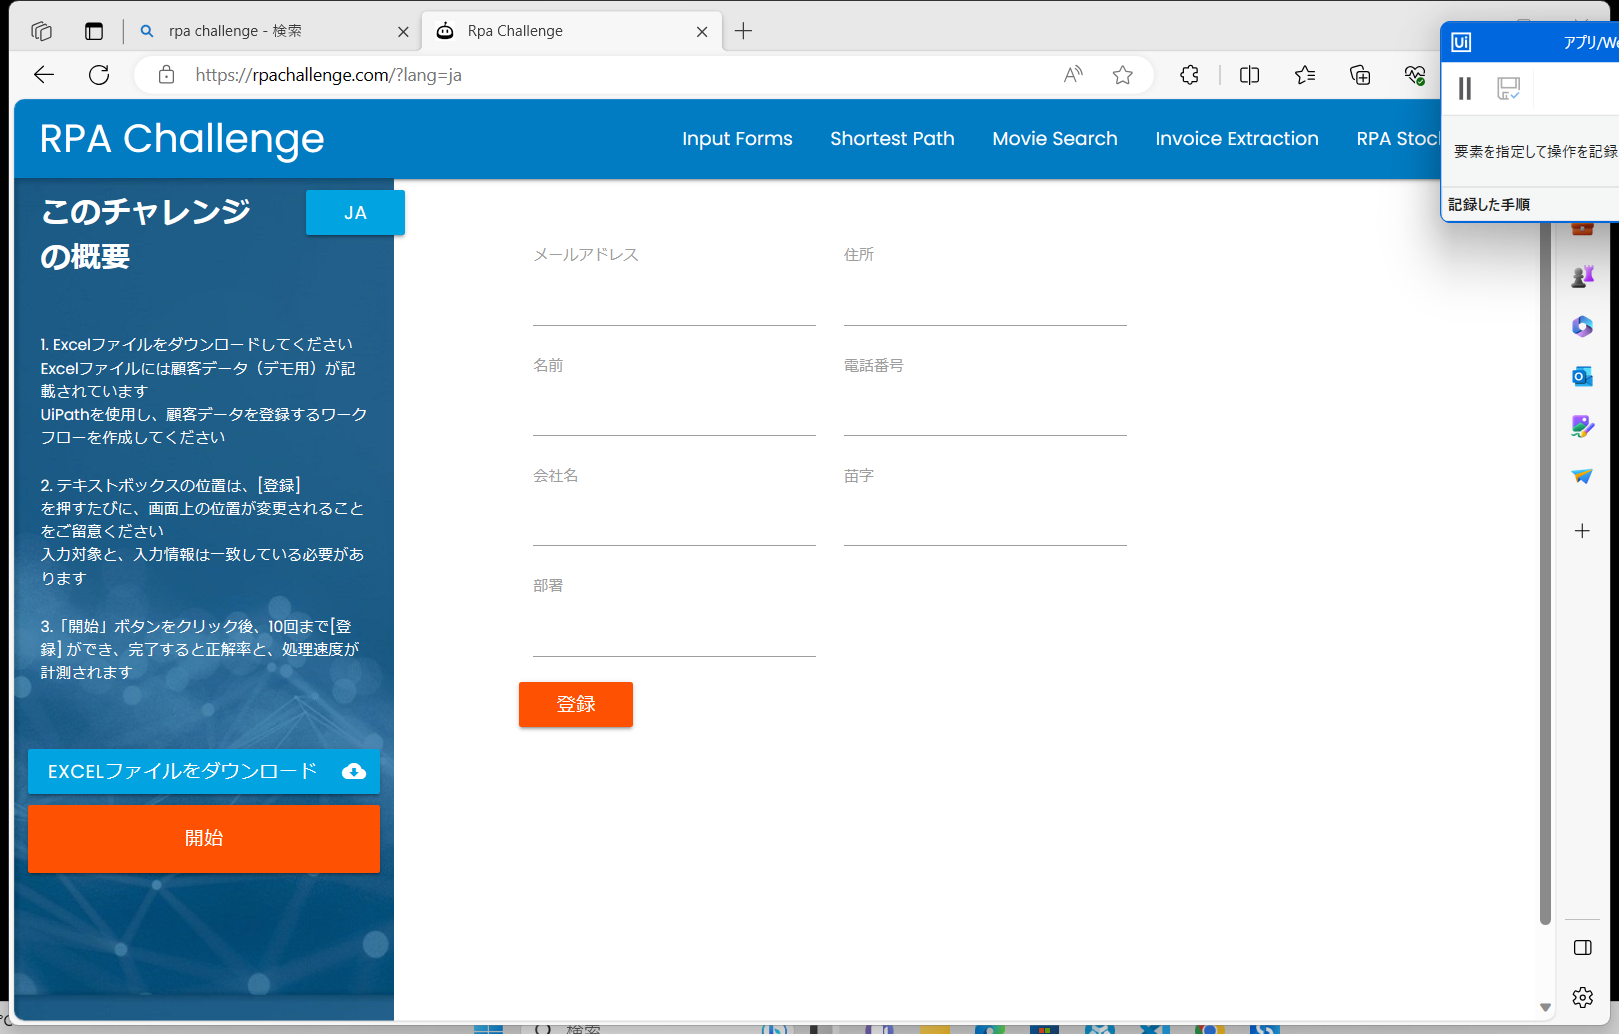 rpa challenge - 検索
Rpa Challenge
https://rpachallenge.com/?lang=ja
Ui
アプリ/We
要素を指定して操作を記録
記録した手順
RPA Challenge
Input Forms
Shortest Path
Movie Search
Invoice Extraction
RPA Stock
このチャレンジ
の概要
JA
1. Excelファイルをダウンロードしてください
Excelファイルには顧客データ（デモ用）が記
載されています
UiPathを使用し、顧客データを登録するワーク
フローを作成してください
2. テキストボックスの位置は、[登録]
を押すたびに、画面上の位置が変更されること
をご留意ください
入力対象と、入力情報は一致している必要があ
ります
3.「開始」ボタンをクリック後、10回まで[登
録] ができ、完了すると正解率と、処理速度が
計測されます
EXCELファイルをダウンロード
開始
メールアドレス
住所
名前
電話番号
会社名
苗字
部署
登録
検索